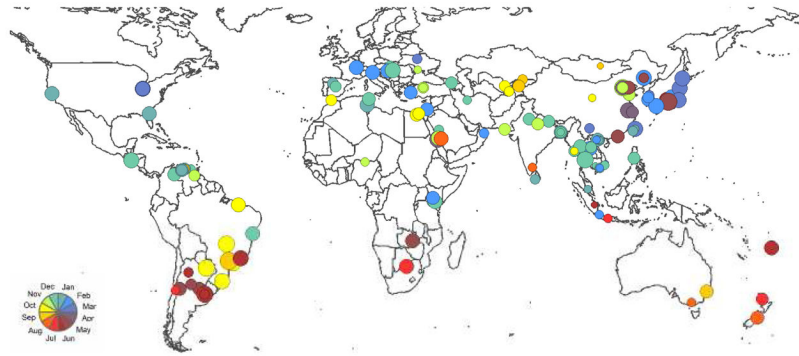 Dec Jan
Nov Feb
Oct Mar
Sep Apr
Aug May
Jul Jun